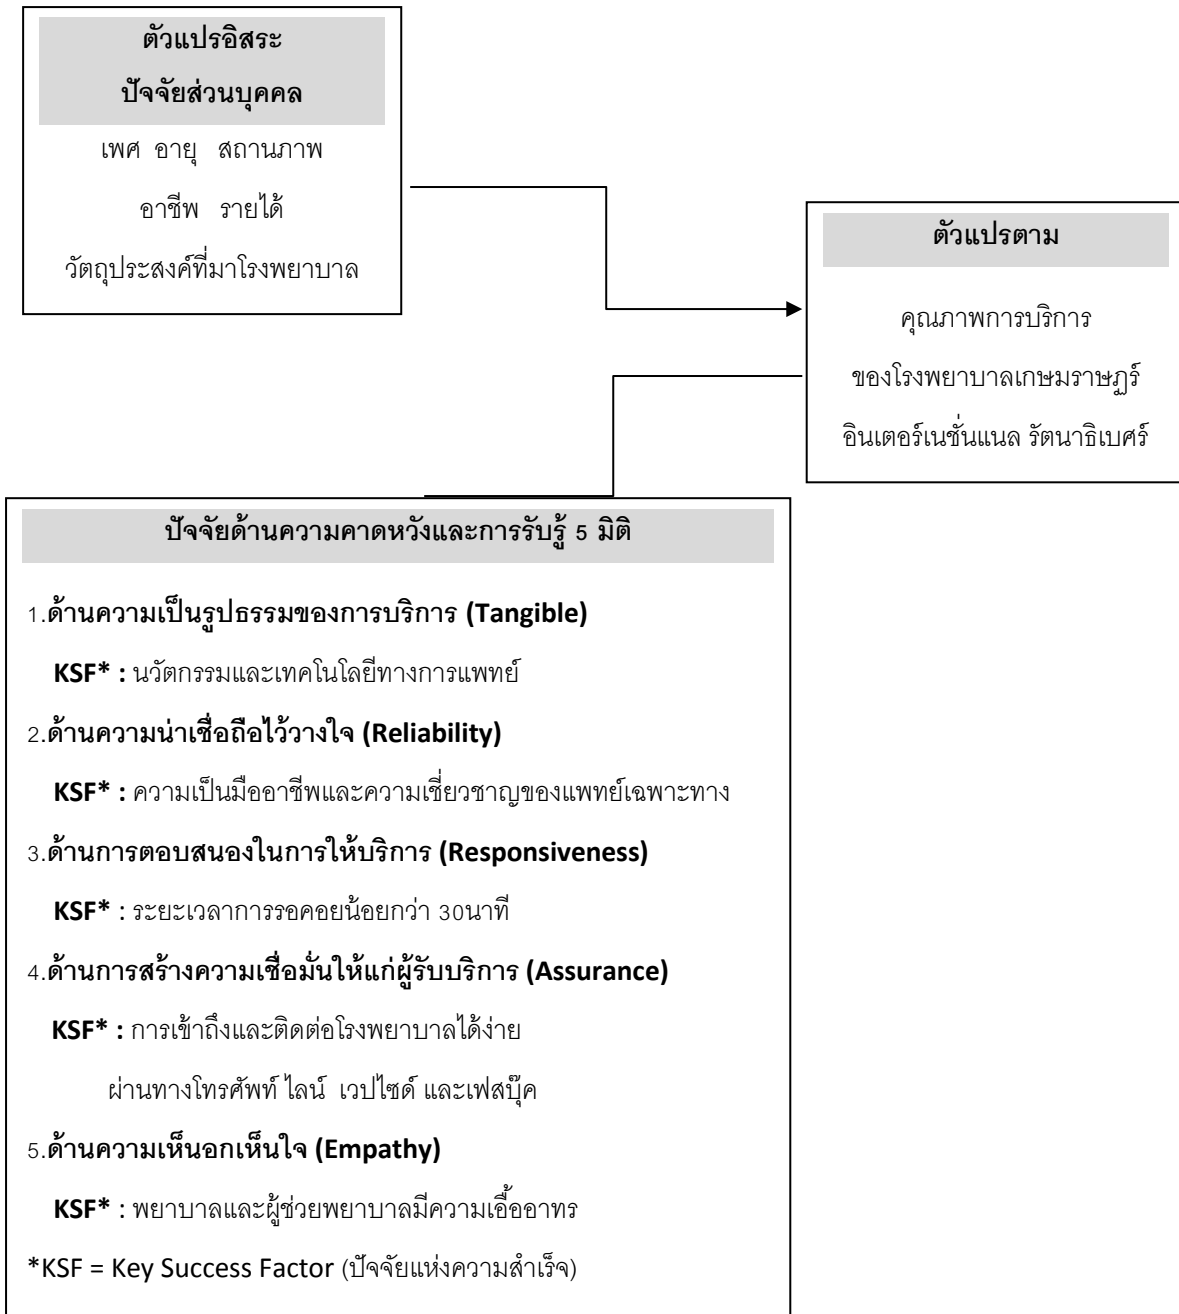 ตัวแปรอิสระ
ปัจจัยส่วนบุคคล
เพศ อายุ สถานภาพ
อาชีพ รายได้
วัตถุประสงค์ที่มาโรงพยาบาล
ตัวแปรตาม
คุณภาพการบริการ
ของโรงพยาบาลเกษมราษฏร์
อินเตอร์เนชั่นแนล รัตนาธิเบศร์
ปัจจัยด้านความคาดหวังและการรับรู้ 5 มิติ
1.ด้านความเป็นรูปธรรมของการบริการ (Tangible)
KSF* : นวัตกรรมและเทคโนโลยีทางการแพทย์
2.ด้านความน่าเชื่อถือไว้วางใจ (Reliability)
KSF* : ความเป็นมืออาชีพและความเชี่ยวชาญของแพทย์เฉพาะทาง
3.ด้านการตอบสนองในการให้บริการ (Responsiveness)
KSF* : ระยะเวลาการรอคอยน้อยกว่า 30นาที
4.ด้านการสร้างความเชื่อมั่นให้แก่ผู้รับบริการ (Assurance)
KSF* : การเข้าถึงและติดต่อโรงพยาบาลได้ง่าย
ผ่านทางโทรศัพท์ ไลน์ เวปไซด์ และเฟสบุ๊ค
5.ด้านความเห็นอกเห็นใจ (Empathy)
KSF* : พยาบาลและผู้ช่วยพยาบาลมีความเอื้ออาทร
*KSF = Key Success Factor (ปัจจัยแห่งความสำเร็จ)